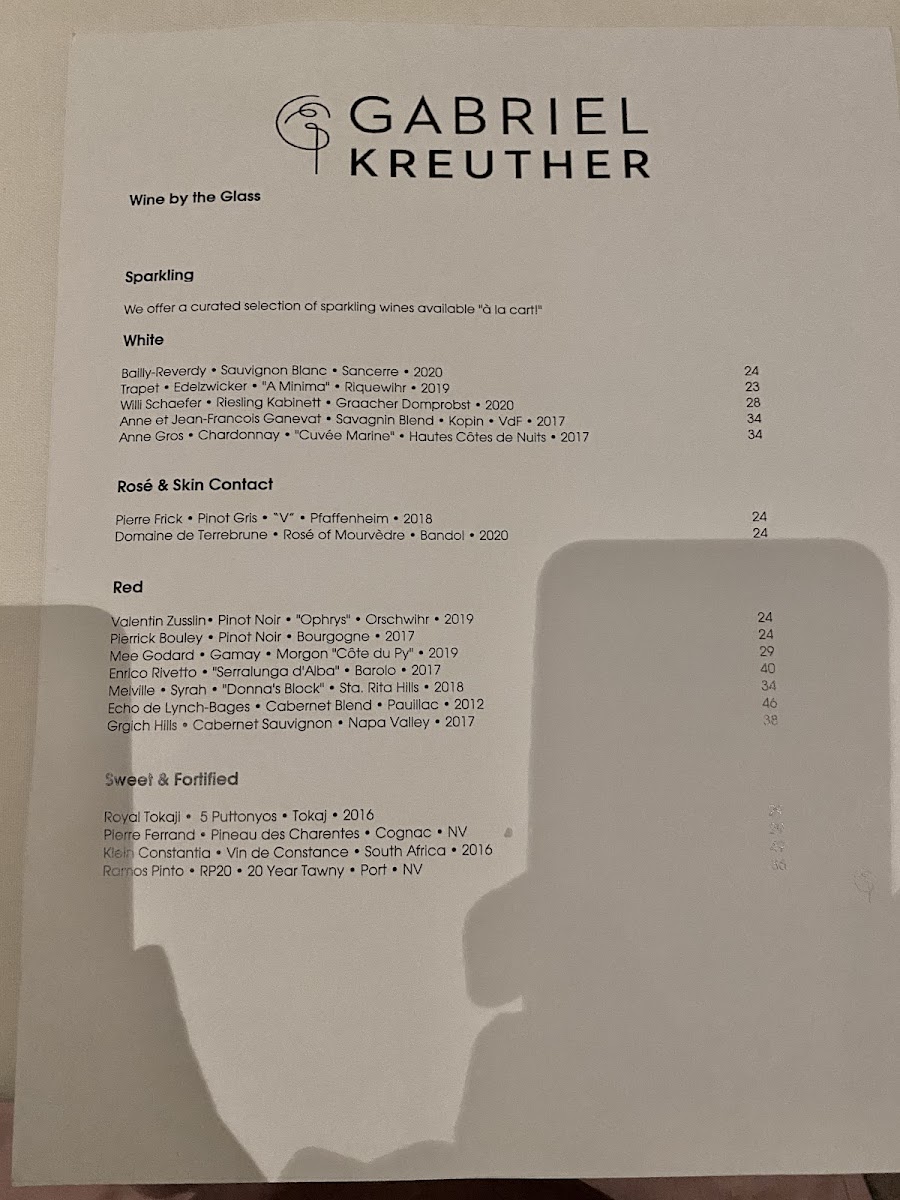 GABRIEL
KREUTHER
Wine by the Glass
Sparkling
We offer a curated selection of sparkling wines available "à la cart!"
White
Bailly-Reverdy • Sauvignon Blanc • Sancerre • 2020 24
Trapet • Edelzwicker • "A Minima" • Riquewihr • 2019 23
Willi Schaefer • Riesling Kabinett • Graacher Domprobst • 2020 28
Anne et Jean-Francois Ganevat • Savagnin Blend • Kopin • VdF • 2017 34
Anne Gros • Chardonnay • "Cuvée Marine" • Hautes Côtes de Nuits • 2017 34
Rosé & Skin Contact
Pierre Frick • Pinot Gris • "V" • Pfaffenheim • 2018 24
Domaine de Terrebrune • Rosé of Mourvèdre • Bandol • 2020 24
Red
Valentin Zusslin• Pinot Noir • "Ophrys" • Orschwihr • 2019 24
Pierrick Bouley • Pinot Noir • Bourgogne • 2017 24
Mee Godard • Gamay • Morgon "Côte du Py" • 2019 29
Enrico Rivetto • "Serralunga d'Alba" • Barolo • 2017 40
Melville • Syrah • "Donna's Block" • Sta. Rita Hills • 2018 34
Echo de Lynch-Bages • Cabernet Blend • Pauillac • 2012 46
Grgich Hills • Cabernet Sauvignon • Napa Valley • 2017 38
Sweet & Fortified
Royal Tokaji • 5 Puttonyos • Tokaj • 2016
Pierre Ferrand • Pineau des Charentes • Cognac • NV
Klein Constantia • Vin de Constance • South Africa • 2016
Ramos Pinto • RP20 • 20 Year Tawny • Port • NV